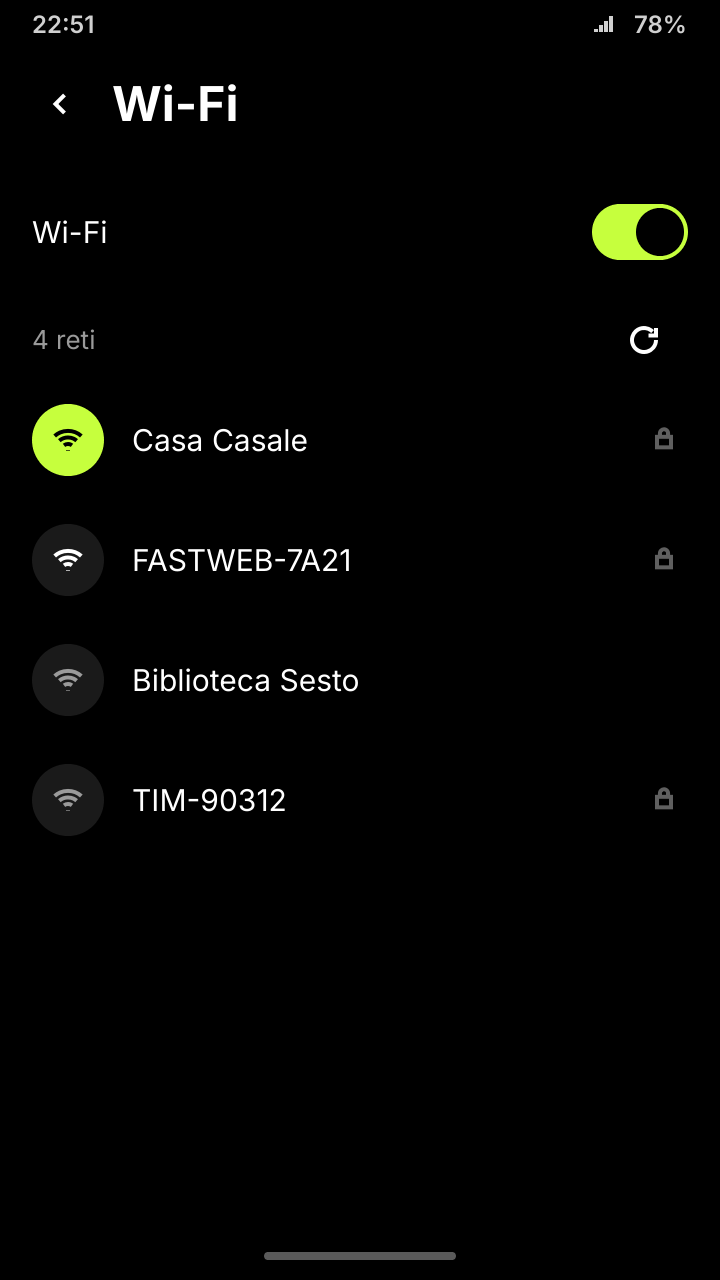 22:51 78%
Wi-Fi
Wi-Fi
4 reti
Casa Casale
FASTWEB-7A21
Biblioteca Sesto
TIM-90312